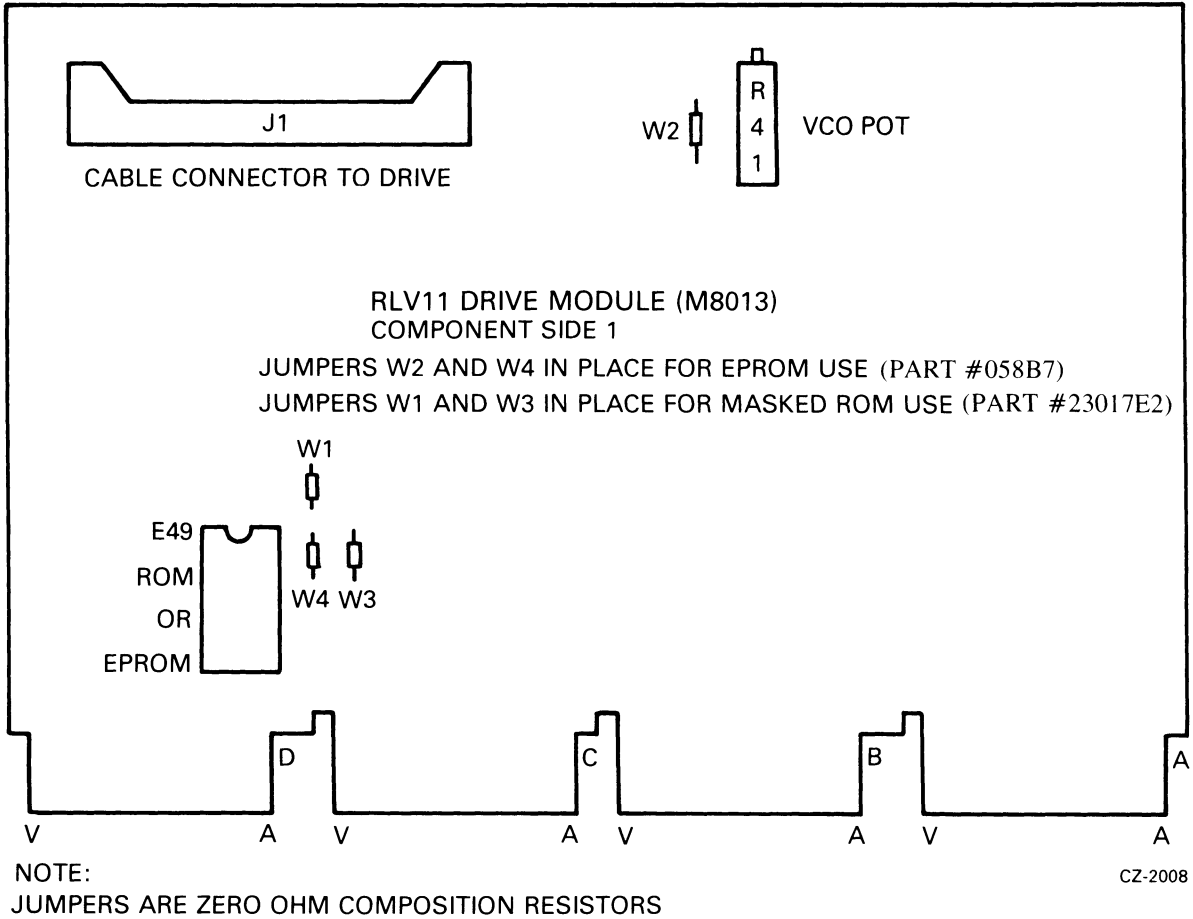 J1
CABLE CONNECTOR TO DRIVE
W2
R
4
1
VCO POT
RLV11 DRIVE MODULE (M8013)
COMPONENT SIDE 1
JUMPERS W2 AND W4 IN PLACE FOR EPROM USE (PART #058B7)
JUMPERS W1 AND W3 IN PLACE FOR MASKED ROM USE (PART #23017E2)
W1
E49
ROM
OR
EPROM
W4 W3
D C B A
V A V A V A V A
NOTE:
CZ-2008
JUMPERS ARE ZERO OHM COMPOSITION RESISTORS